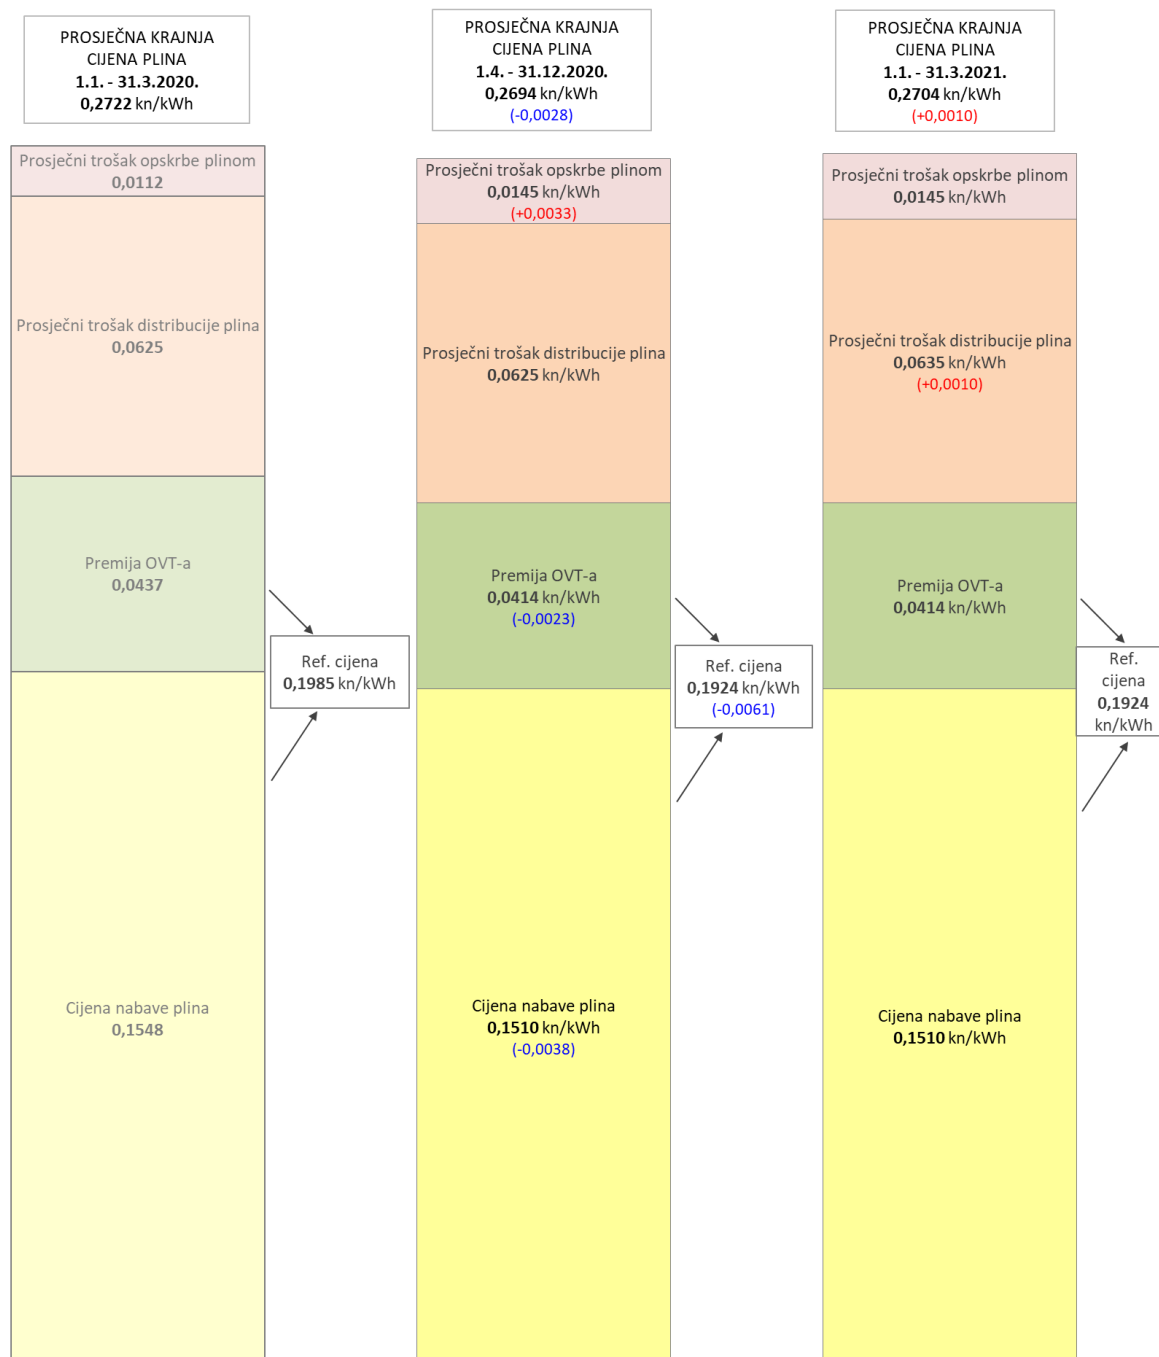 PROSJEČNA KRAJNJA
CIJENA PLINA
1.1. - 31.3.2020.
0,2722 kn/kWh
Prosječni trošak opskrbe plinom
0,0112
Prosječni trošak distribucije plina
0,0625
Premija OVT-a
0,0437
Ref. cijena
0,1985 kn/kWh
Cijena nabave plina
0,1548
PROSJEČNA KRAJNJA
CIJENA PLINA
1.4. - 31.12.2020.
0,2694 kn/kWh
(-0,0028)
Prosječni trošak opskrbe plinom
0,0145 kn/kWh
(+0,0033)
Prosječni trošak distribucije plina
0,0625 kn/kWh
Premija OVT-a
0,0414 kn/kWh
(-0,0023)
Ref. cijena
0,1924 kn/kWh
(-0,0061)
Cijena nabave plina
0,1510 kn/kWh
(-0,0038)
PROSJEČNA KRAJNJA
CIJENA PLINA
1.1. - 31.3.2021.
0,2704 kn/kWh
(+0,0010)
Prosječni trošak opskrbe plinom
0,0145 kn/kWh
Prosječni trošak distribucije plina
0,0635 kn/kWh
(+0,0010)
Premija OVT-a
0,0414 kn/kWh
Ref.
cijena
0,1924
kn/kWh
Cijena nabave plina
0,1510 kn/kWh